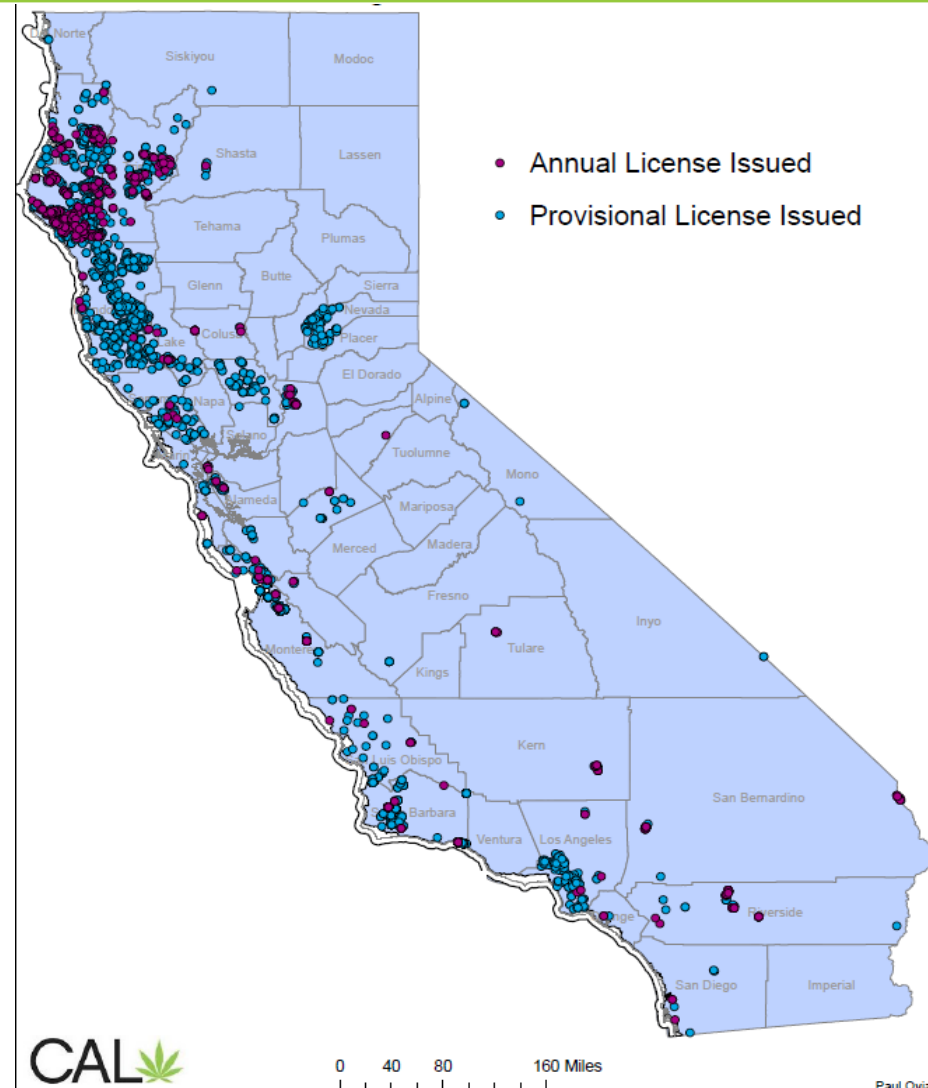 Norte
Siskiyou
Modoc
Shasta
Lassen
Annual License Issued
Provisional License Issued
Tehama
Plumas
Butte
Glenn
Sierra
Nevada
Colusa
Lake
Placer
El Dorado
Napa
Alpine
Solano
Tuolumne
Mono
Alameda
Mariposa
Merced
Madera
Fresno
Inyo
Tulare
Monterey
Kings
Kern
Luis Obispo
San Bernardino
Barbara
Ventura
Los Angeles
Riverside
San Diego
Imperial
CAL
0 40 80 160 Miles
Paul